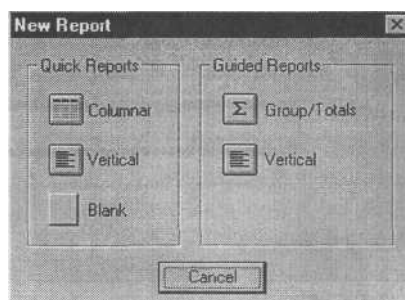 New Report
Quick Reports
Columnar
Vertical
Blank
Guided Reports
Σ Group/Totals
Vertical
Cancel